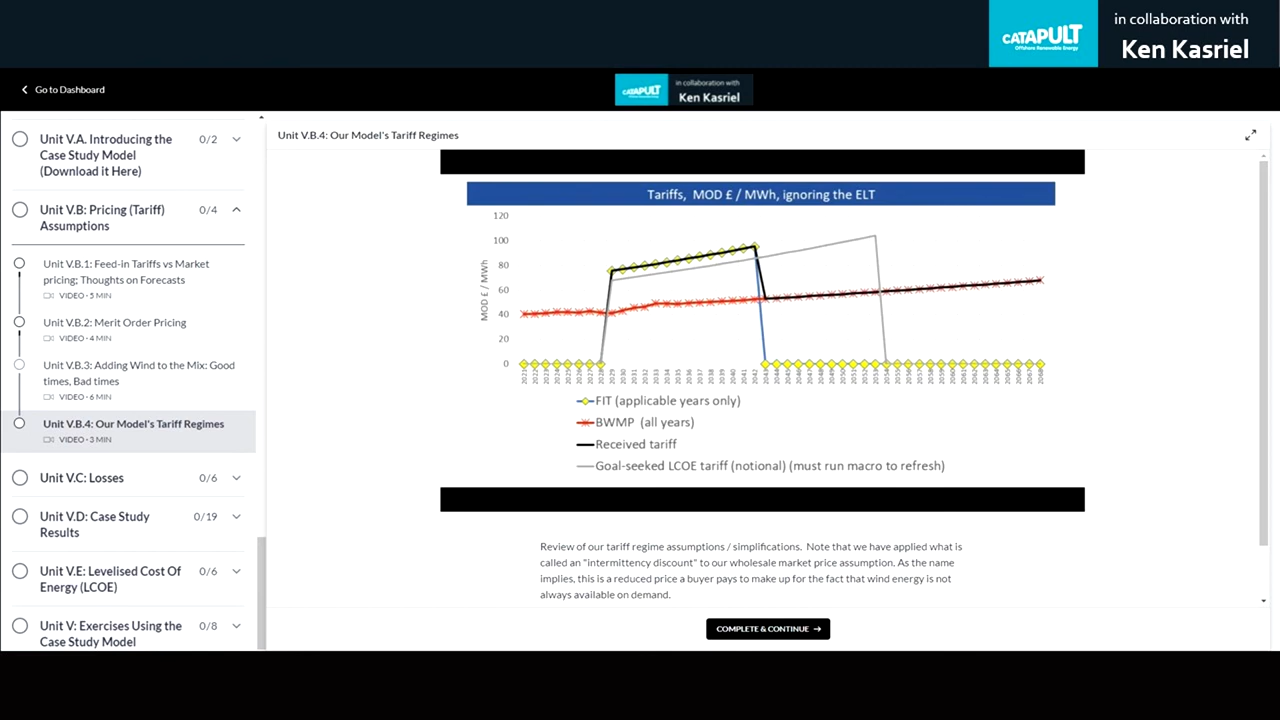 CATAPULT
Offshore Renewable Energy
in collaboration with
Ken Kasriel
Go to Dashboard
CATAPULT
in collaboration with
Ken Kasriel
Unit V.A. Introducing the
Case Study Model
(Download it Here)
0/2
Unit V.B: Pricing (Tariff)
Assumptions
0/4
Unit V.B.1: Feed-in Tariffs vs Market
pricing; Thoughts on Forecasts
VIDEO • 5 MIN
Unit V.B.2: Merit Order Pricing
VIDEO • 4 MIN
Unit V.B.3: Adding Wind to the Mix: Good
times, Bad times
VIDEO • 6 MIN
Unit V.B.4: Our Model's Tariff Regimes
VIDEO • 3 MIN
Unit V.C: Losses
0/6
Unit V.D: Case Study
Results
0/19
Unit V.E: Levelised Cost Of
Energy (LCOE)
0/6
Unit V: Exercises Using the
Case Study Model
0/8
Unit V.B.4: Our Model's Tariff Regimes
Tariffs, MOD £ / MWh, ignoring the ELT
MOD £ / MWh
120
100
80
60
40
20
0
FIT (applicable years only)
BWMP (all years)
Received tariff
Goal-seeked LCOE tariff (notional) (must run macro to refresh)
Review of our tariff regime assumptions / simplifications. Note that we have applied what is
called an "intermittency discount" to our wholesale market price assumption. As the name
implies, this is a reduced price a buyer pays to make up for the fact that wind energy is not
always available on demand.
COMPLETE & CONTINUE →